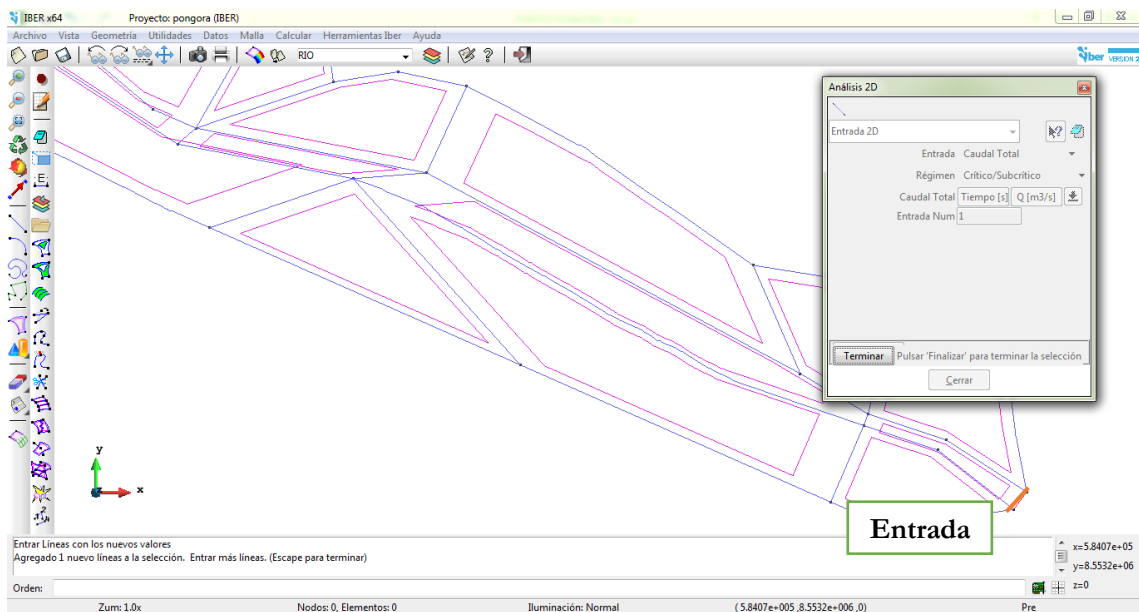 IBER x64 Proyecto: pongora (IBER)
Archivo Vista Geometría Utilidades Datos Malla Calcular Herramientas Iber Ayuda
RIO
Iber VERSION 2
Análisis 2D
Entrada 2D
Entrada Caudal Total
Régimen Crítico/Subcrítico
Caudal Total Tiempo [s] Q [m3/s]
Entrada Num 1
Terminar Pulsar 'Finalizar' para terminar la selección
Cerrar
y
x
Entrada
Entrar Líneas con los nuevos valores
Agregado 1 nuevo líneas a la selección. Entrar más líneas. (Escape para terminar)
x=5.8407e+05
y=8.5532e+06
z=0
Orden:
Zum: 1.0x Nodos: 0, Elementos: 0 Iluminación: Normal ( 5.8407e+005 ,8.5532e+006 ,0) Pre